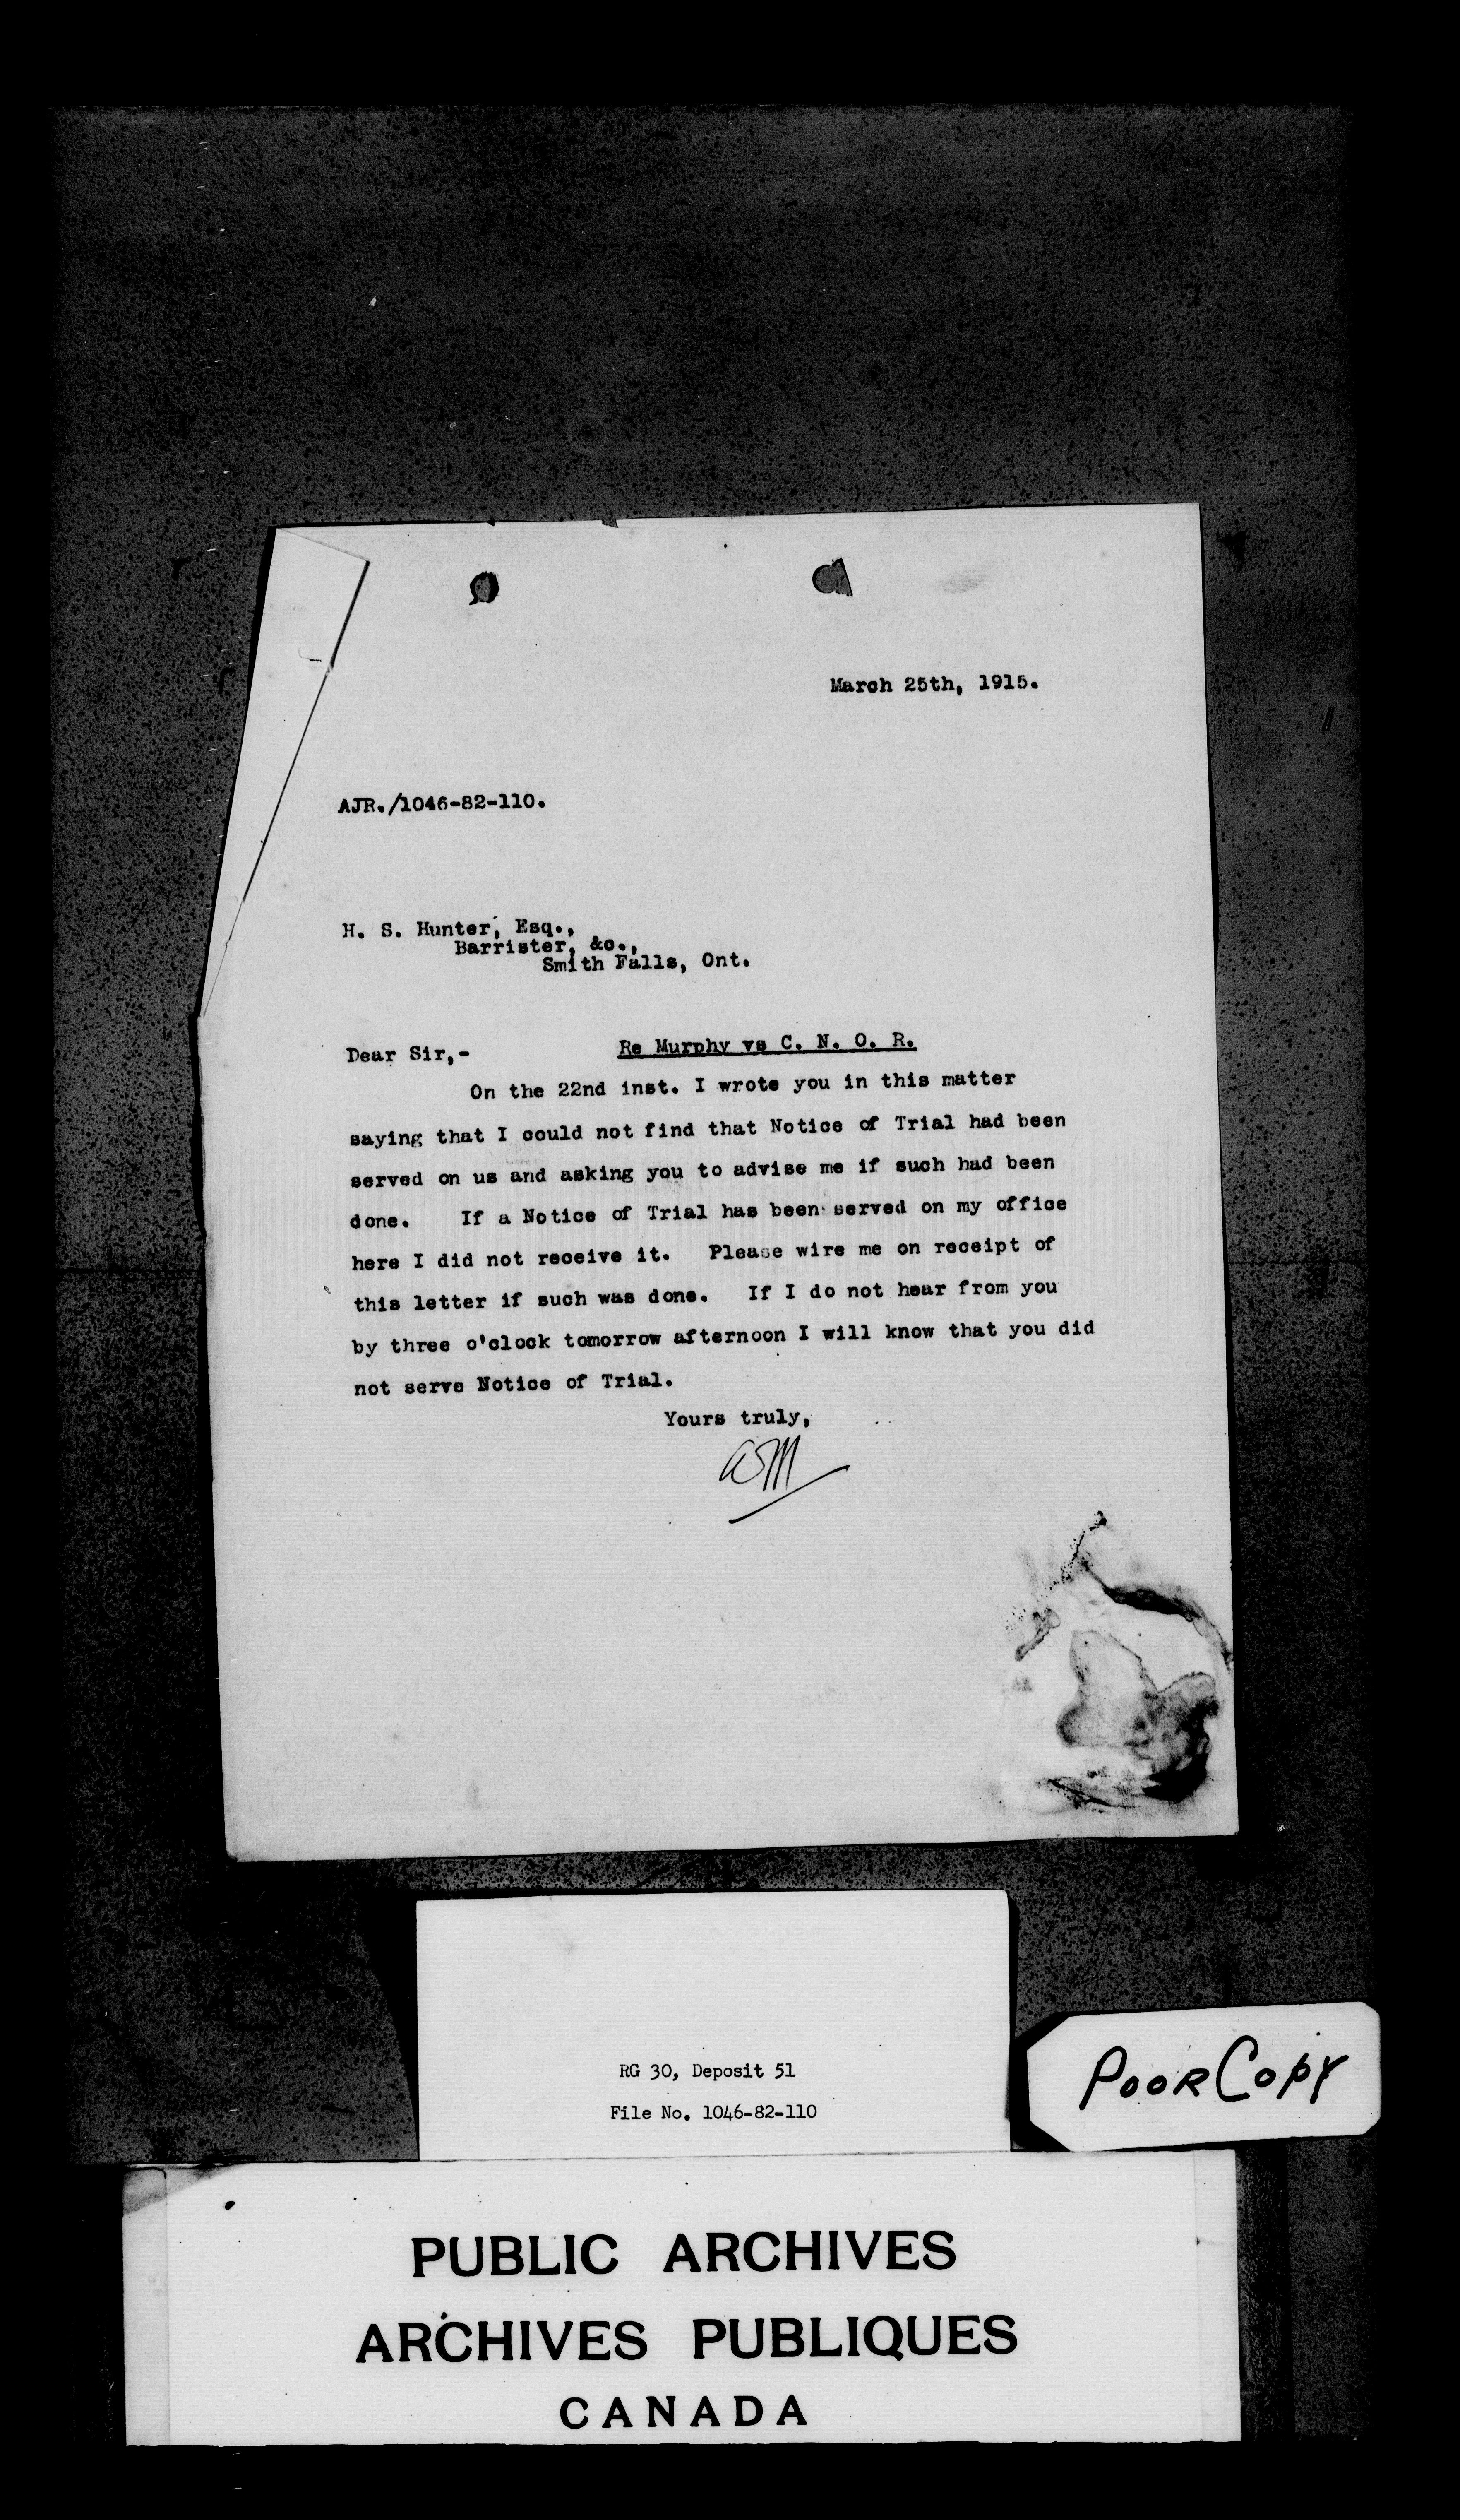 March 25th, 1915.
AJR./1046-82-110.
H. S. Hunter, Esq.,
Barrister, &c.,
Smith Falls, Ont.
Dear Sir,- Re Murphy vs C. N. O. R.
On the 22nd inst. I wrote you in this matter
saying that I could not find that Notice of Trial had been
served on us and asking you to advise me if such had been
done. If a Notice of Trial has been served on my office
here I did not receive it. Please wire me on receipt of
this letter if such was done. If I do not hear from you
by three o'clock tomorrow afternoon I will know that you did
not serve Notice of Trial.
Yours truly,
RG 30, Deposit 51
File No. 1046-82-110
POOR COPY
PUBLIC ARCHIVES
ARCHIVES PUBLIQUES
CANADA